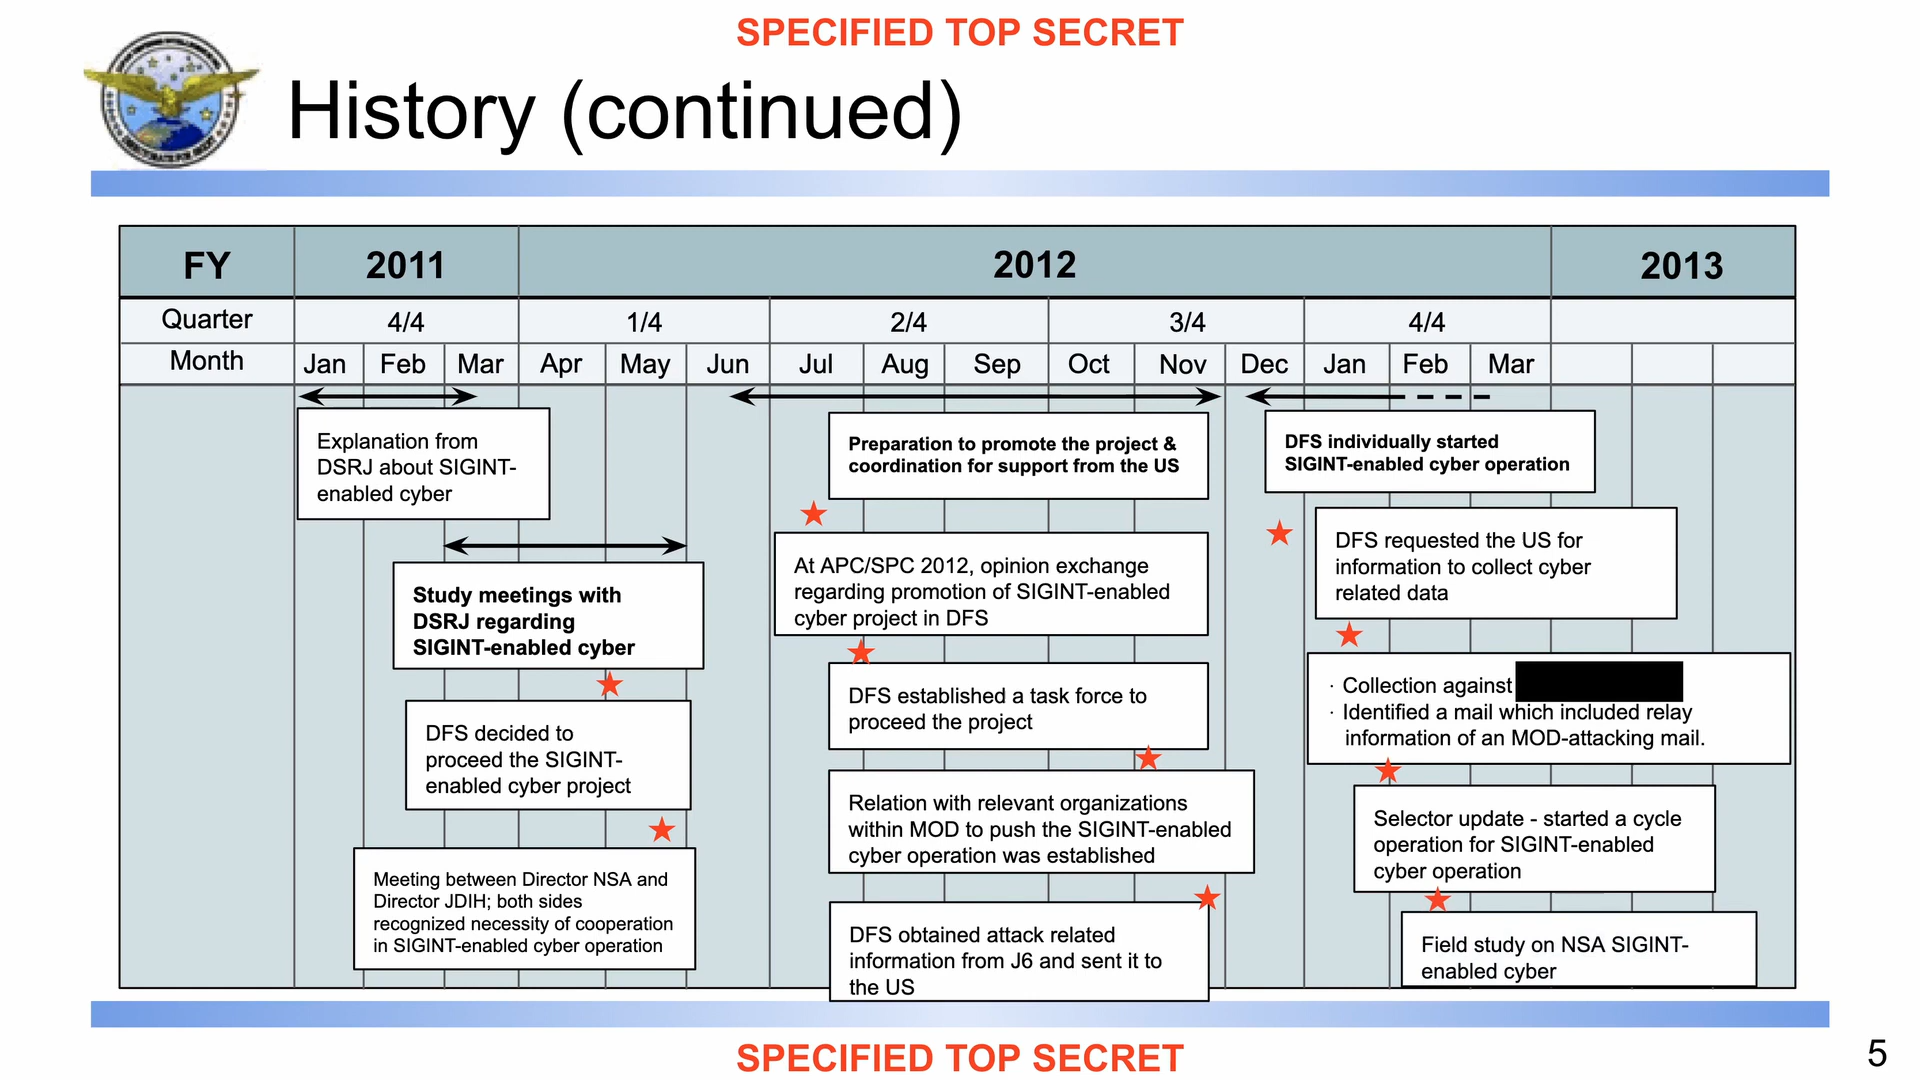 SPECIFIED TOP SECRET
History (continued)
FY
2011
2012
2013
Quarter
4/4
1/4
2/4
3/4
4/4
Month
Jan
Feb
Mar
Apr
May
Jun
Jul
Aug
Sep
Oct
Nov
Dec
Jan
Feb
Mar
Explanation from
DSRJ about SIGINT-
enabled cyber
Study meetings with
DSRJ regarding
SIGINT-enabled cyber
DFS decided to
proceed the SIGINT-
enabled cyber project
Meeting between Director NSA and
Director JDIH; both sides
recognized necessity of cooperation
in SIGINT-enabled cyber operation
Preparation to promote the project &
coordination for support from the US
At APC/SPC 2012, opinion exchange
regarding promotion of SIGINT-enabled
cyber project in DFS
DFS established a task force to
proceed the project
Relation with relevant organizations
within MOD to push the SIGINT-enabled
cyber operation was established
DFS obtained attack related
information from J6 and sent it to
the US
DFS individually started
SIGINT-enabled cyber operation
DFS requested the US for
information to collect cyber
related data
· Collection against
· Identified a mail which included relay
information of an MOD-attacking mail.
Selector update - started a cycle
operation for SIGINT-enabled
cyber operation
Field study on NSA SIGINT-
enabled cyber
SPECIFIED TOP SECRET
5